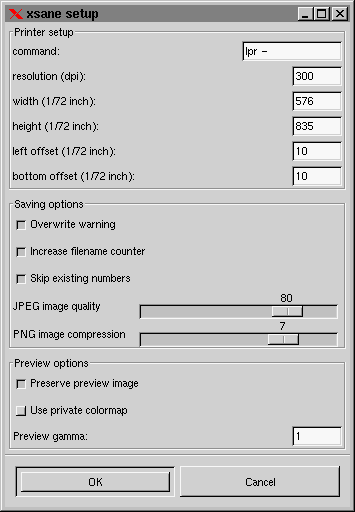 xsane setup
Printer setup
command: lpr -
resolution (dpi): 300
width (1/72 inch): 576
height (1/72 inch): 835
left offset (1/72 inch): 10
bottom offset (1/72 inch): 10
Saving options
Overwrite warning
Increase filename counter
Skip existing numbers
80
JPEG image quality
7
PNG image compression
Preview options
Preserve preview image
Use private colormap
Preview gamma: 1
OK Cancel